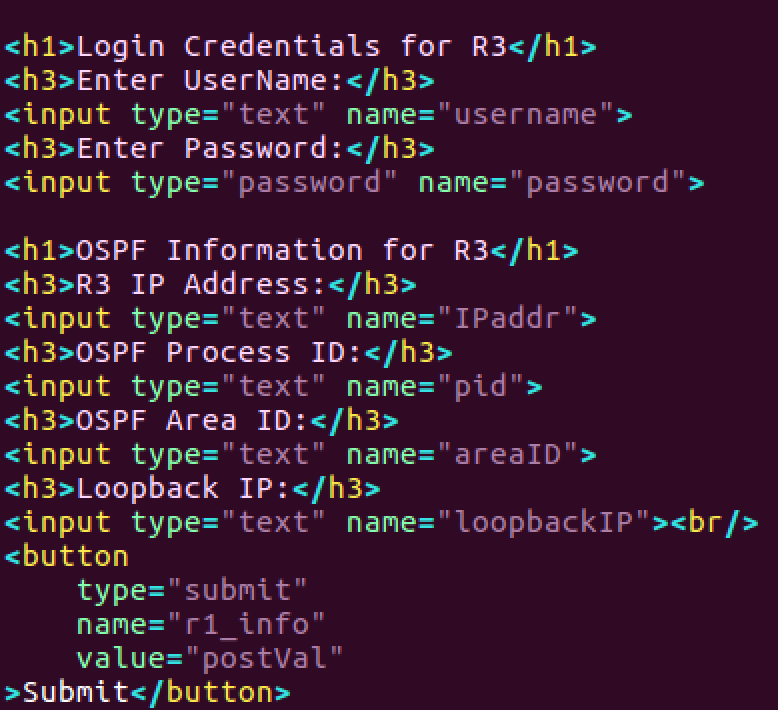 <h1>Login Credentials for R3</h1>
<h3>Enter UserName:</h3>
<input type="text" name="username">
<h3>Enter Password:</h3>
<input type="password" name="password">
<h1>OSPF Information for R3</h1>
<h3>R3 IP Address:</h3>
<input type="text" name="IPaddr">
<h3>OSPF Process ID:</h3>
<input type="text" name="pid">
<h3>OSPF Area ID:</h3>
<input type="text" name="areaID">
<h3>Loopback IP:</h3>
<input type="text" name="loopbackIP"><br/>
<button
    type="submit"
    name="r1_info"
    value="postVal"
>Submit</button>